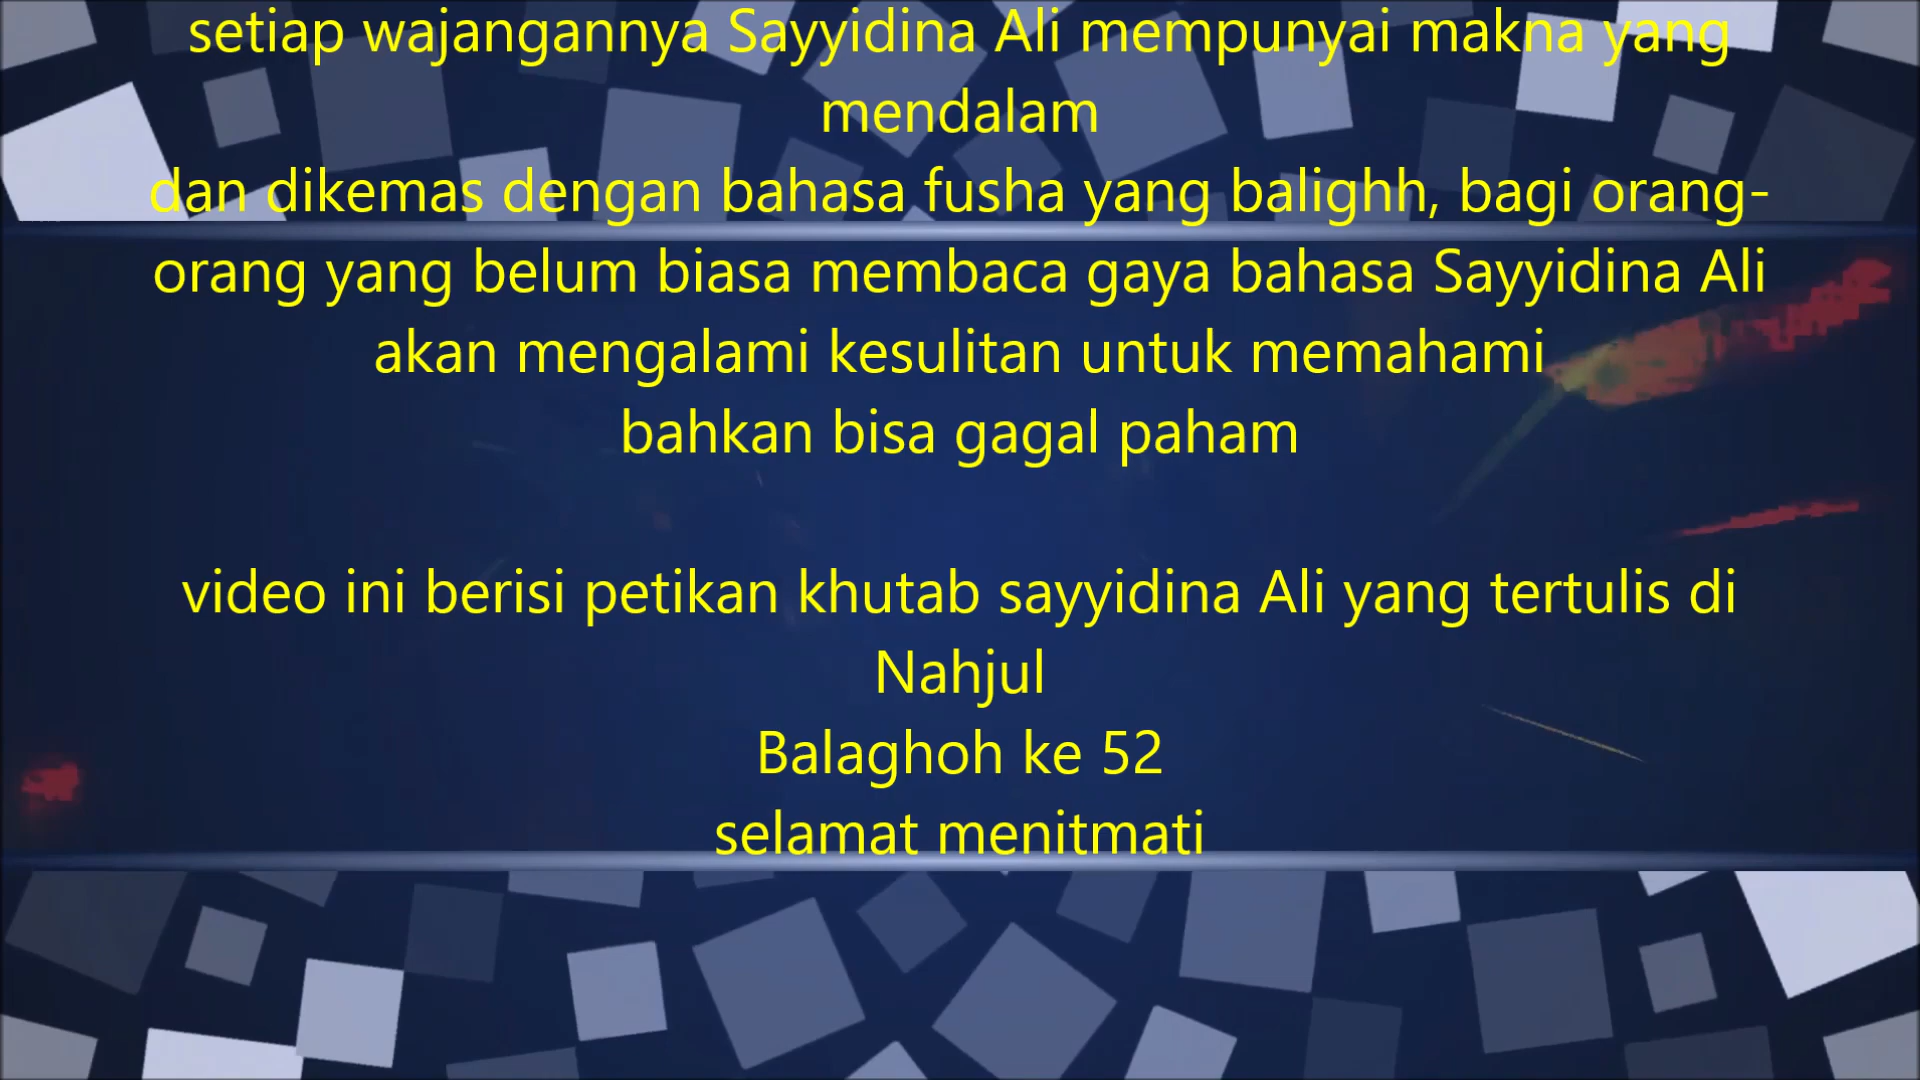 setiap wajangannya Sayyidina Ali mempunyai makna yang
mendalam
dan dikemas dengan bahasa fusha yang balighh, bagi orang-
orang yang belum biasa membaca gaya bahasa Sayyidina Ali
akan mengalami kesulitan untuk memahami
bahkan bisa gagal paham
video ini berisi petikan khutab sayyidina Ali yang tertulis di
Nahjul
Balaghoh ke 52
selamat menitmati